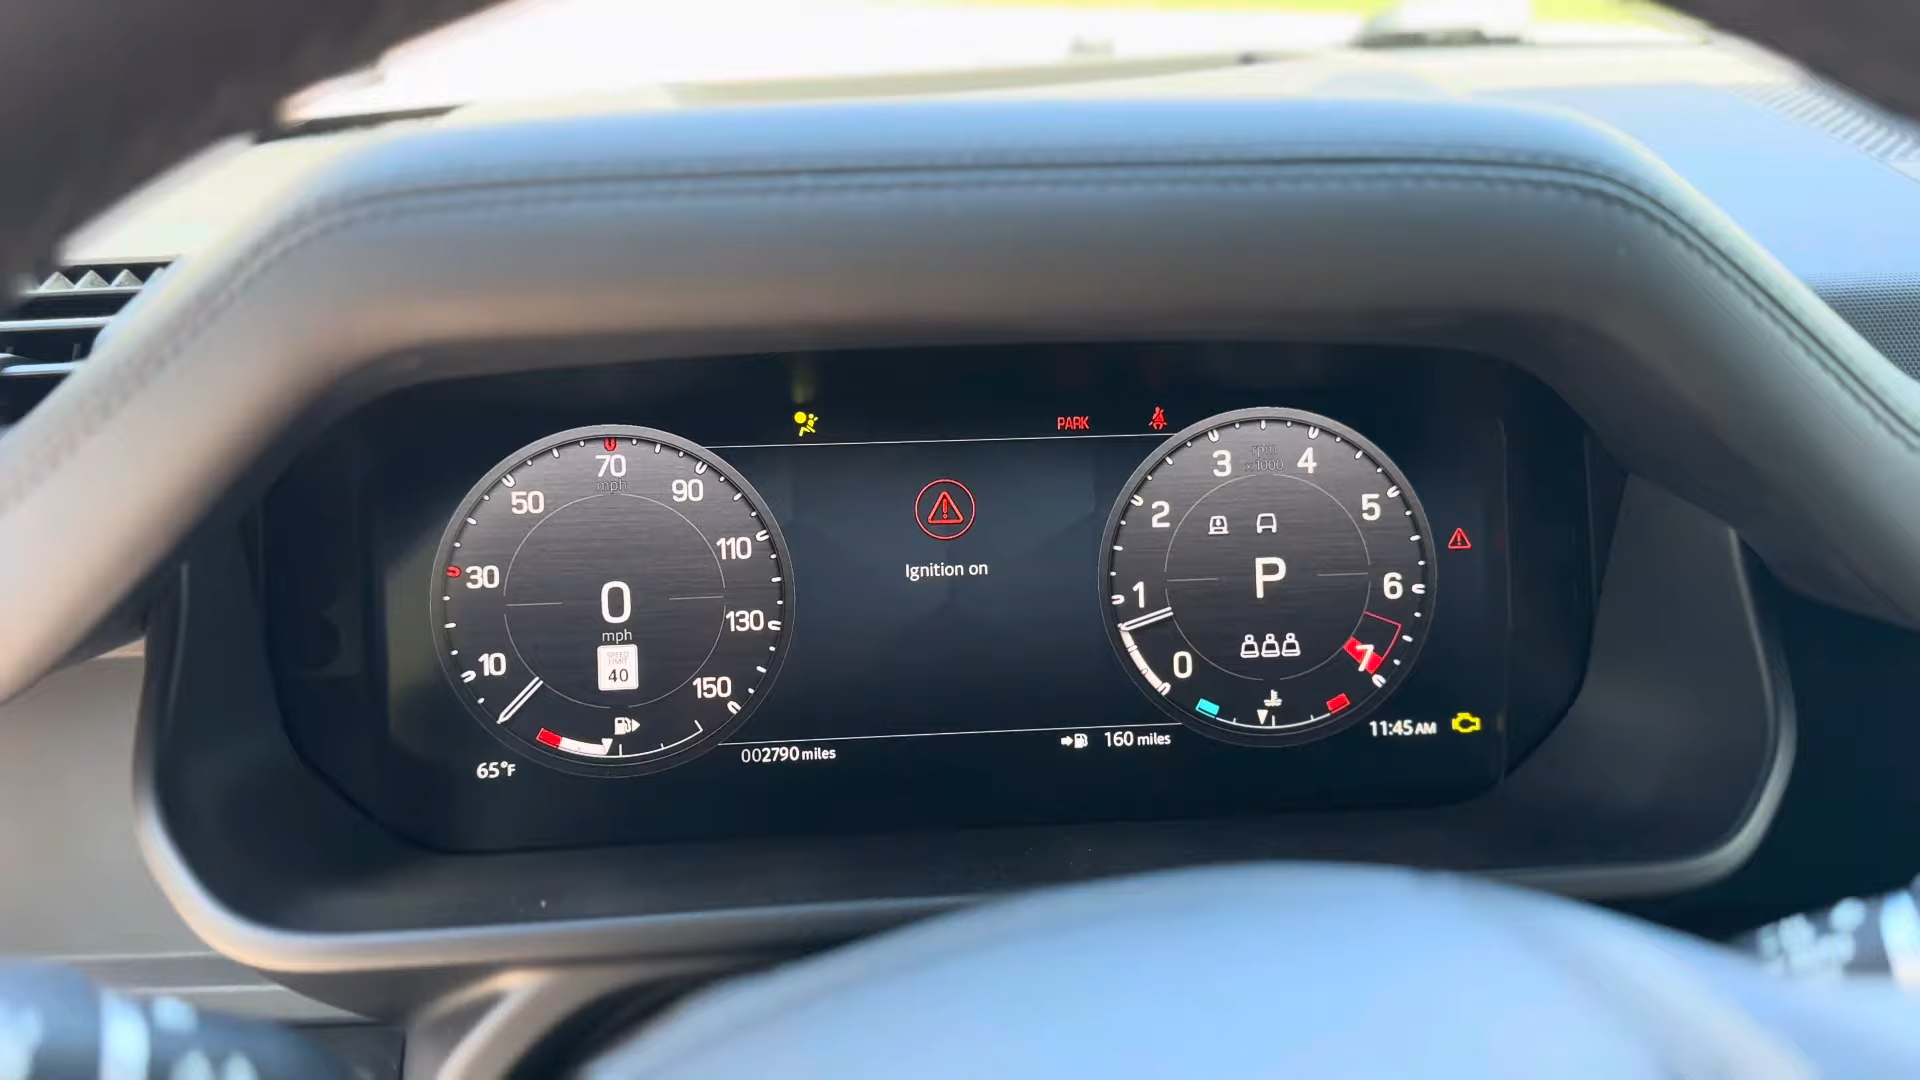 PARK
70
mph
50
90
30
110
0
mph
10
130
SPEED
LIMIT
40
150
65°F
002790 miles
Ignition on
160 miles
rpm
x1000
3
4
2
5
1
P
6
0
7
11:45 AM